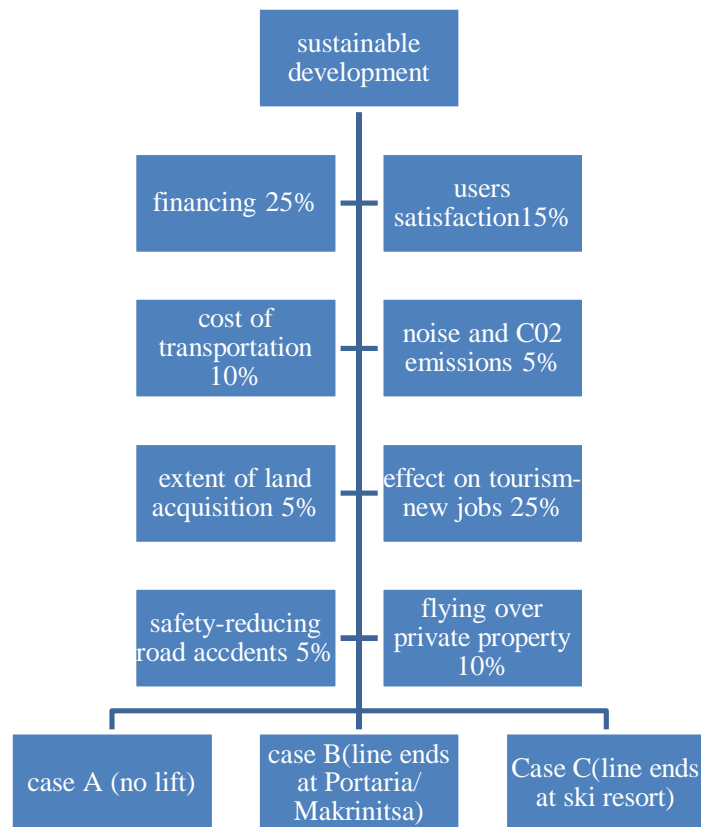 sustainable
development
financing 25%
users
satisfaction15%
cost of
transportation
10%
noise and C02
emissions 5%
extent of land
acquisition 5%
effect on tourism-
new jobs 25%
safety-reducing
road accdents 5%
flying over
private property
10%
case A (no lift)
case B(line ends
at Portaria/
Makrinitsa)
Case C(line ends
at ski resort)